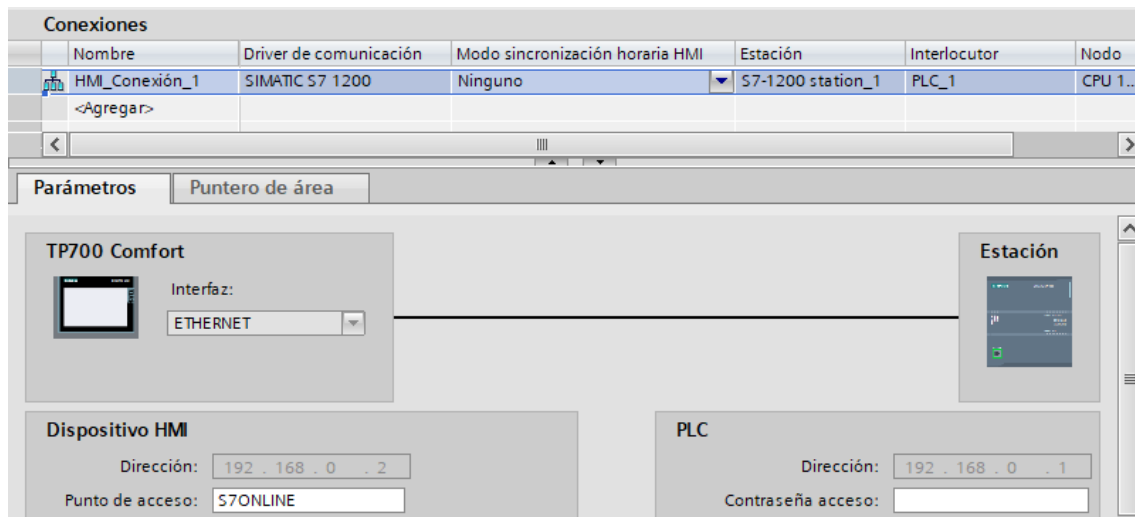 Conexiones
Nombre Driver de comunicación Modo sincronización horaria HMI Estación Interlocutor Nodo
HMI_Conexión_1 SIMATIC S7 1200 Ninguno S7-1200 station_1 PLC_1 CPU 1...
<Agregar>
Parámetros Puntero de área
TP700 Comfort Estación
Interfaz:
ETHERNET
Dispositivo HMI PLC
Dirección: 192 . 168 . 0 . 2 Dirección: 192 . 168 . 0 . 1
Punto de acceso: S7ONLINE Contraseña acceso: